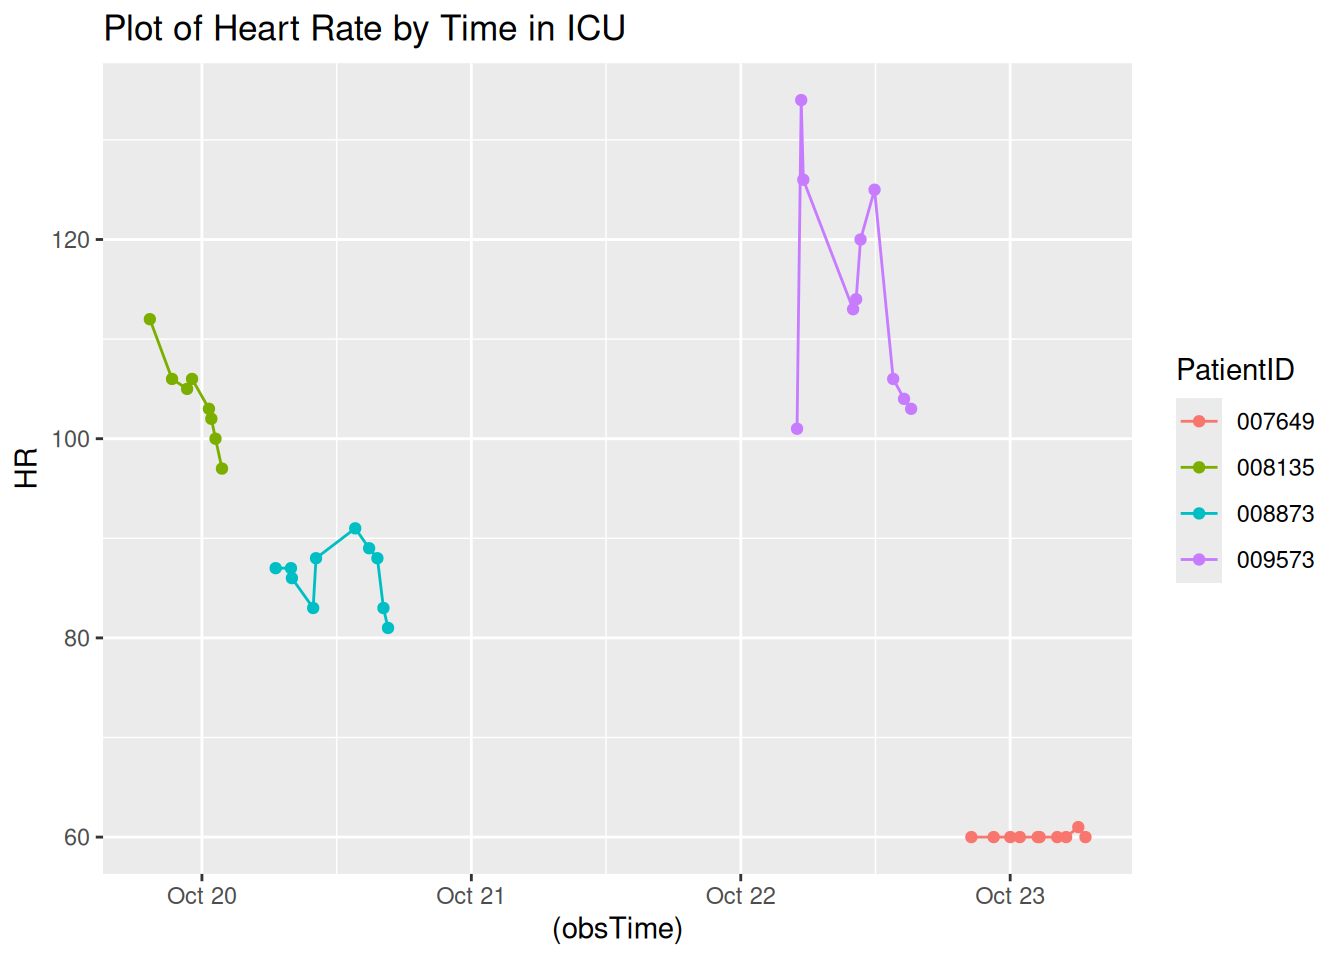 Plot of Heart Rate by Time in ICU
120
100
80
60
HR
Oct 20
Oct 21
Oct 22
Oct 23
(obsTime)
PatientID
007649
008135
008873
009573